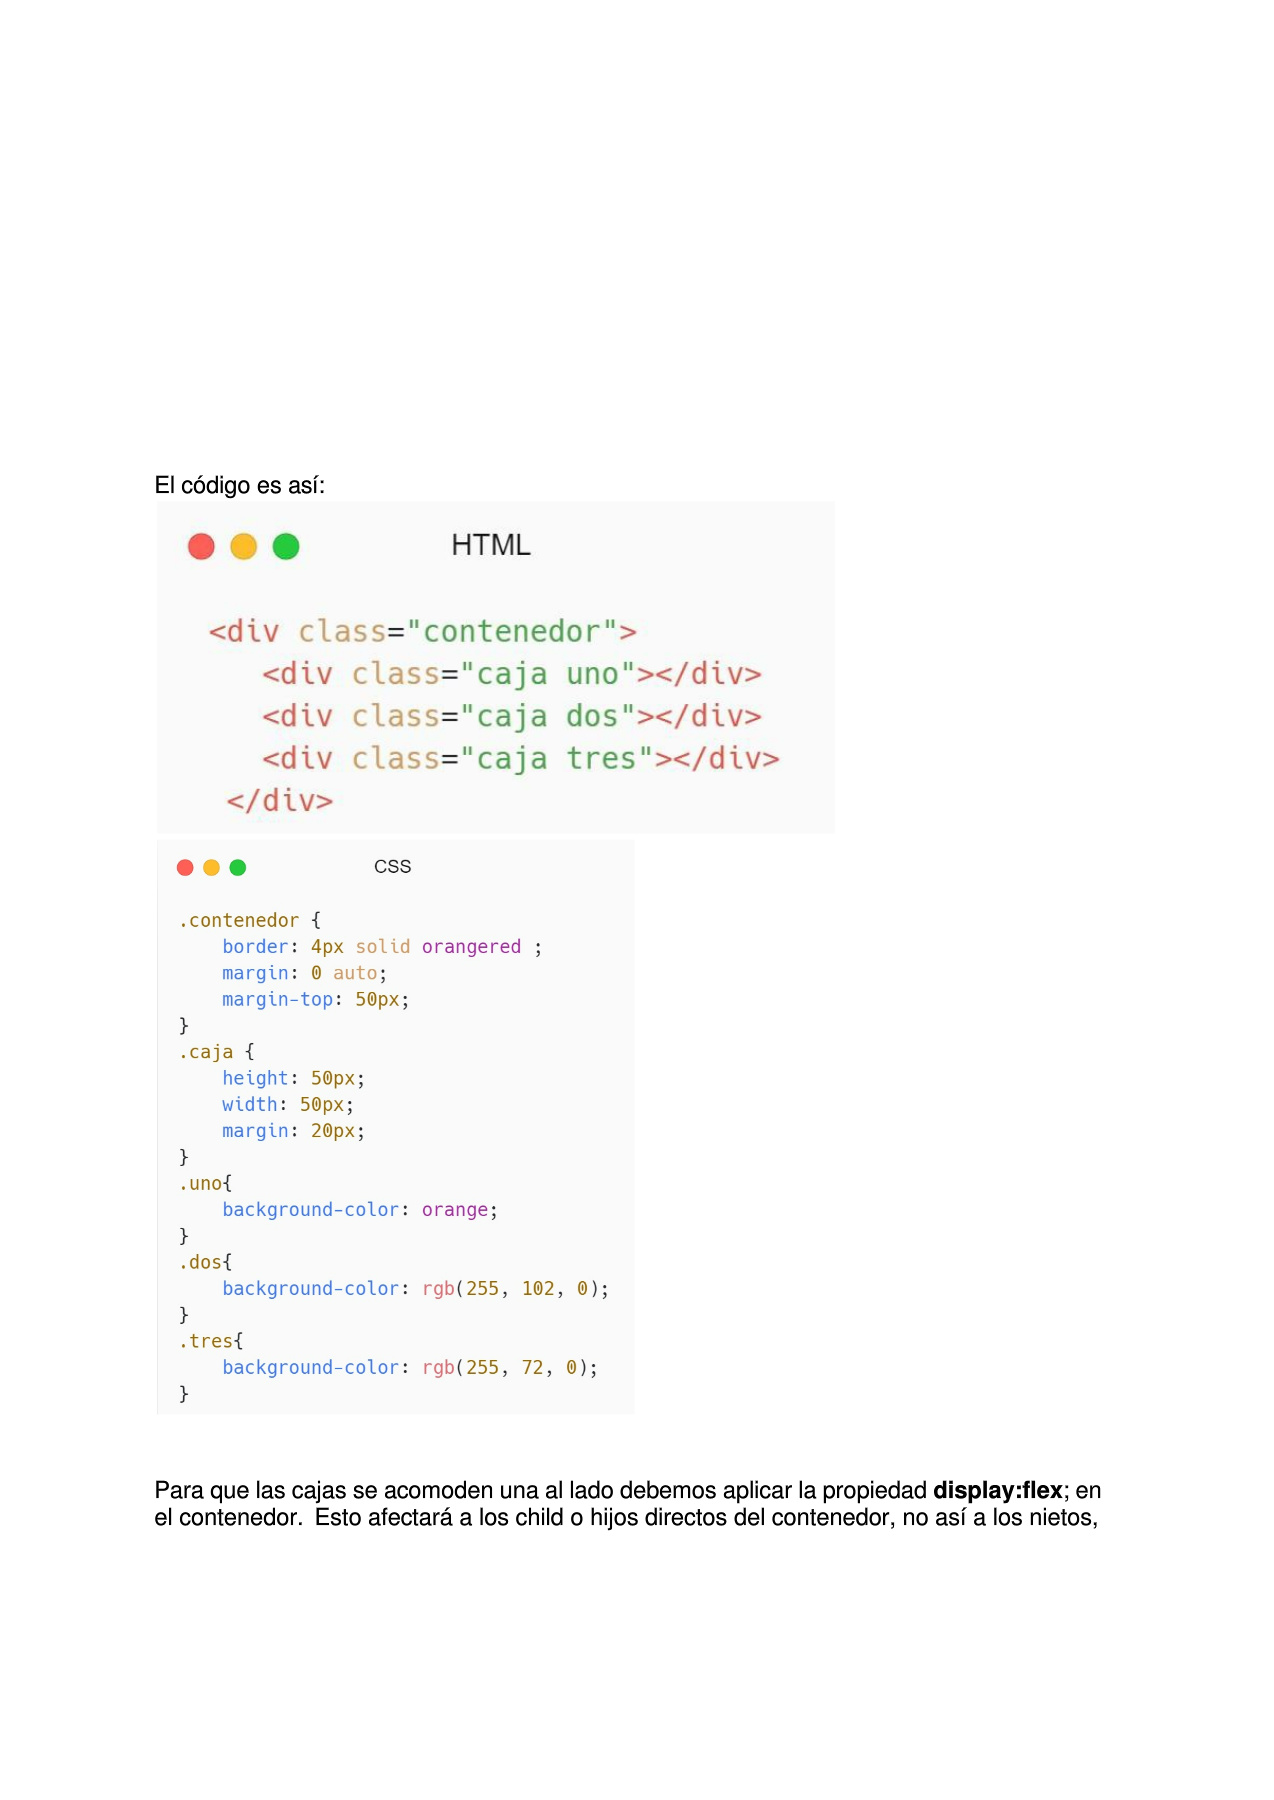 El código es así:
HTML
<div class="contenedor">
<div class="caja uno"></div>
<div class="caja dos"></div>
<div class="caja tres"></div>
</div>
CSS
.contenedor {
border: 4px solid orangered ;
margin: 0 auto;
margin-top: 50px;
}
.caja {
height: 50px;
width: 50px;
margin: 20px;
}
.uno{
background-color: orange;
}
.dos{
background-color: rgb(255, 102, 0);
}
.tres{
background-color: rgb(255, 72, 0);
}
Para que las cajas se acomoden una al lado debemos aplicar la propiedad display:flex; en
el contenedor. Esto afectará a los child o hijos directos del contenedor, no así a los nietos,